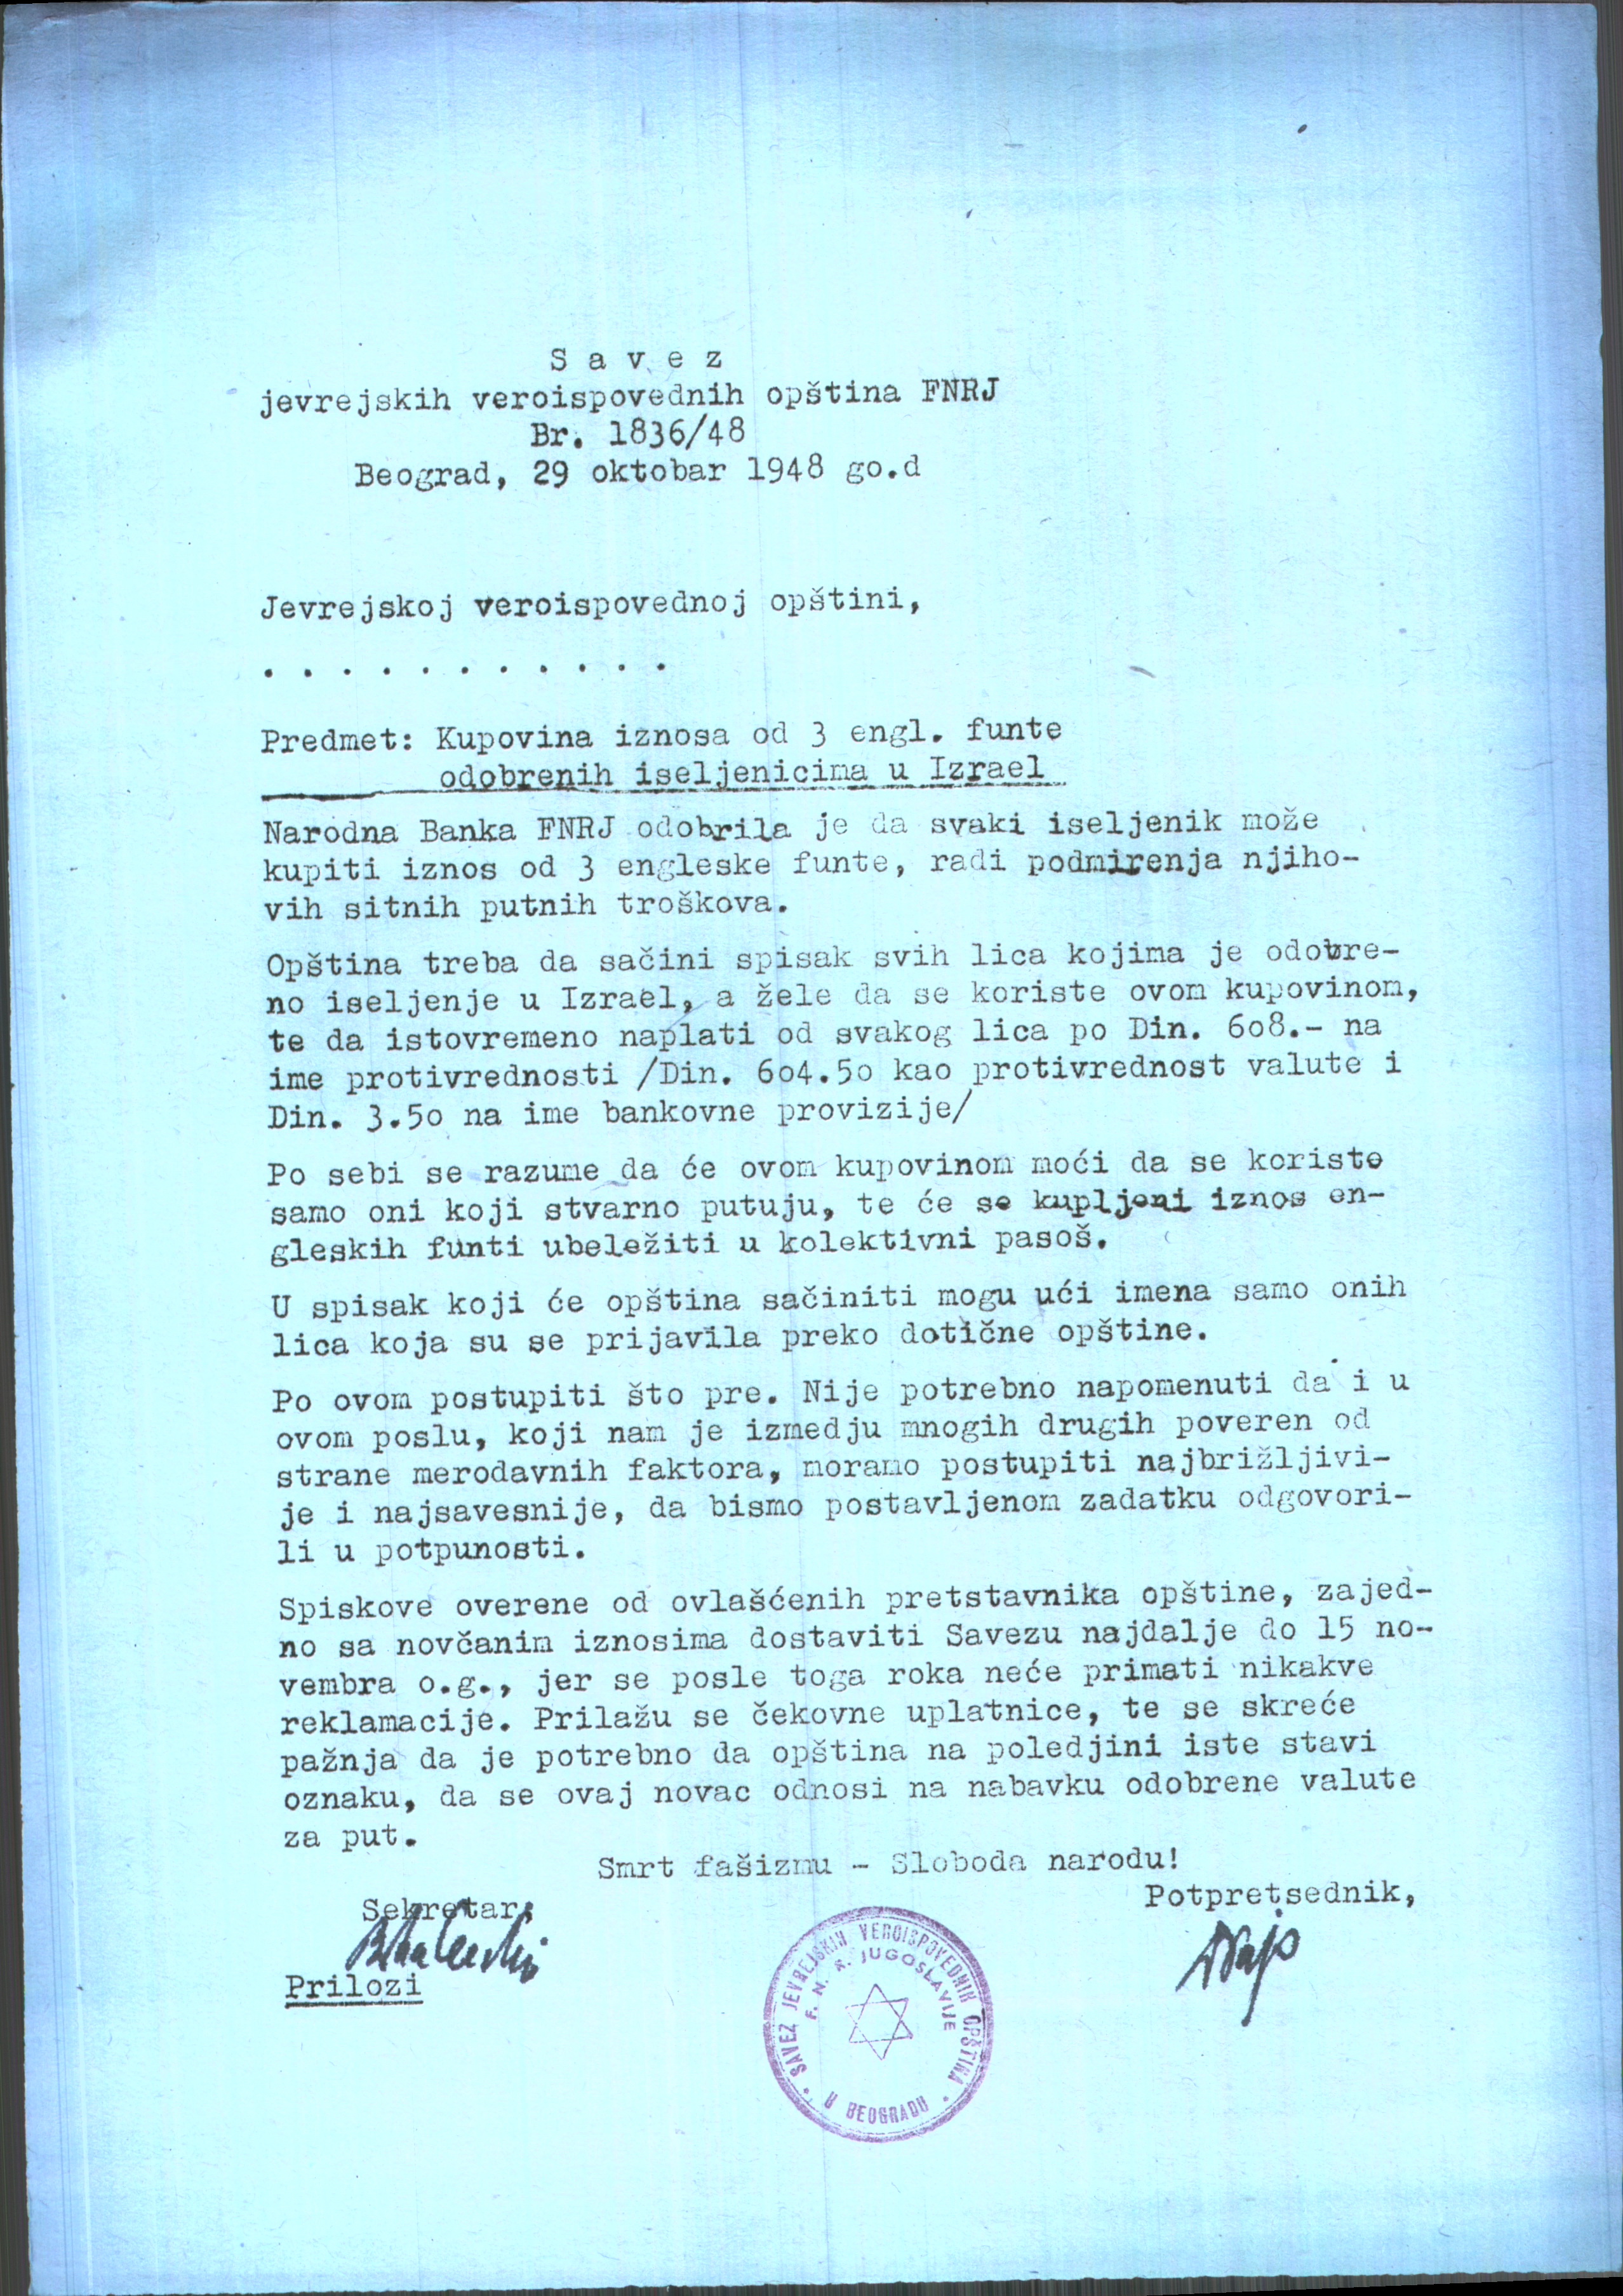 S a v e z
jevrejskih veroispovednih opština FNRJ
Br. 1836/48
Beograd, 29 oktobar 1948 go.d
Jevrejskoj veroispovednoj opštini,
. . . . . . . . . . .
Predmet: Kupovina iznosa od 3 engl. funte
odobrenih iseljenicima u Izrael
Narodna Banka FNRJ odobrila je da svaki iseljenik može
kupiti iznos od 3 engleske funte, radi podmirenja njiho-
vih sitnih putnih troškova.
Opština treba da sačini spisak svih lica kojima je odobre-
no iseljenje u Izrael, a žele da se koriste ovom kupovinom,
te da istovremeno naplati od svakog lica po Din. 6o8.- na
ime protivrednosti /Din. 6o4.5o kao protivrednost valute i
Din. 3.5o na ime bankovne provizije/
Po sebi se razume da će ovom kupovinom moći da se koriste
samo oni koji stvarno putuju, te će se kupljeni iznos en-
gleskih funti ubeležiti u kolektivni pasoš.
U spisak koji će opština sačiniti mogu ući imena samo onih
lica koja su se prijavila preko dotične opštine.
Po ovom postupiti što pre. Nije potrebno napomenuti da i u
ovom poslu, koji nam je izmedju mnogih drugih poveren od
strane merodavnih faktora, moramo postupiti najbrižljivi-
je i najsavesnije, da bismo postavljenom zadatku odgovori-
li u potpunosti.
Spiskove overene od ovlašćenih pretstavnika opštine, zajed-
no sa novčanim iznosima dostaviti Savezu najdalje do 15 no-
vembra o.g., jer se posle toga roka neće primati nikakve
reklamacije. Prilažu se čekovne uplatnice, te se skreće
pažnja da je potrebno da opština na poledjini iste stavi
oznaku, da se ovaj novac odnosi na nabavku odobrene valute
za put.
Smrt fašizmu - Sloboda narodu!
Sekretar,
Potpretsednik,
Prilozi
SAVEZ JEVREJSKIH VEROISPOVEDNIH OPŠTINA
F. N. R. JUGOSLAVIJE
U BEOGRADU